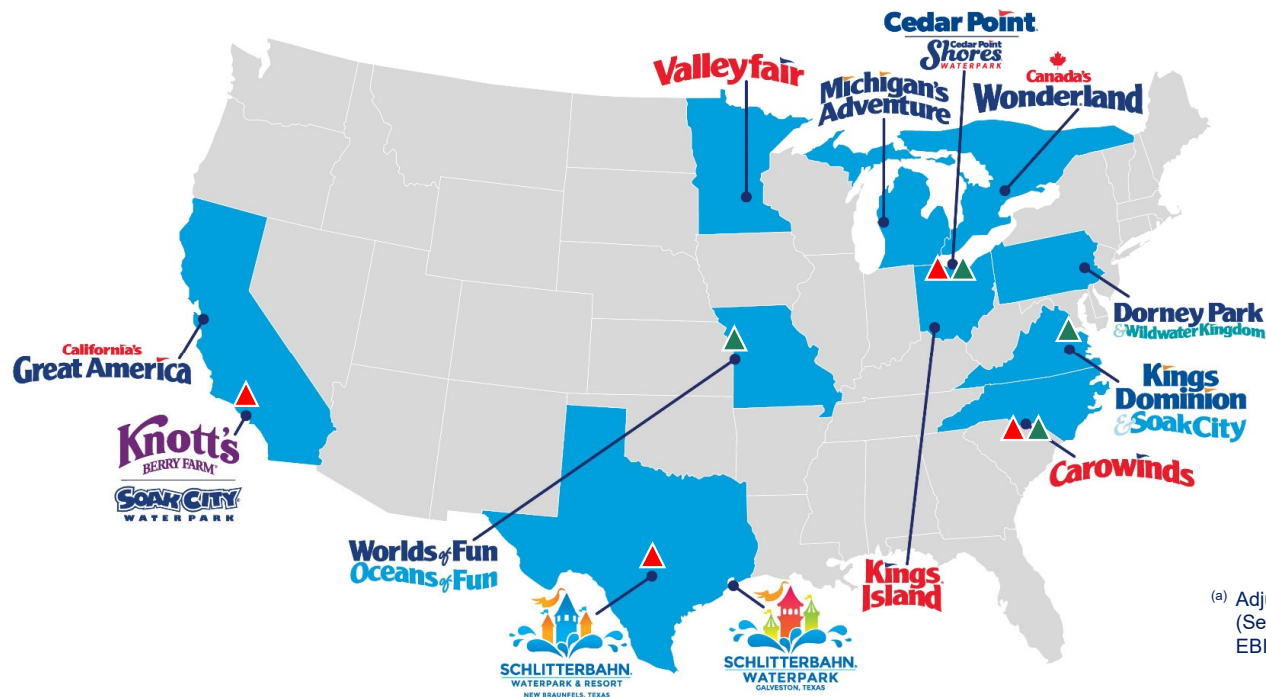 Cedar Point
Cedar Point
Shores
WATERPARK
Valleyfair
Michigan's
Adventure
Canada's
Wonderland
California's
Great America
Knott's
BERRY FARM
SOAK CITY
WATERPARK
Worlds of Fun
Oceans of Fun
SCHLITTERBAHN
WATERPARK & RESORT
NEW BRAUNFELS, TEXAS
SCHLITTERBAHN
WATERPARK
GALVESTON, TEXAS
Kings
Island
Dorney Park
& Wildwater Kingdom
Kings
Dominion
& Soak City
Carowinds
(a)